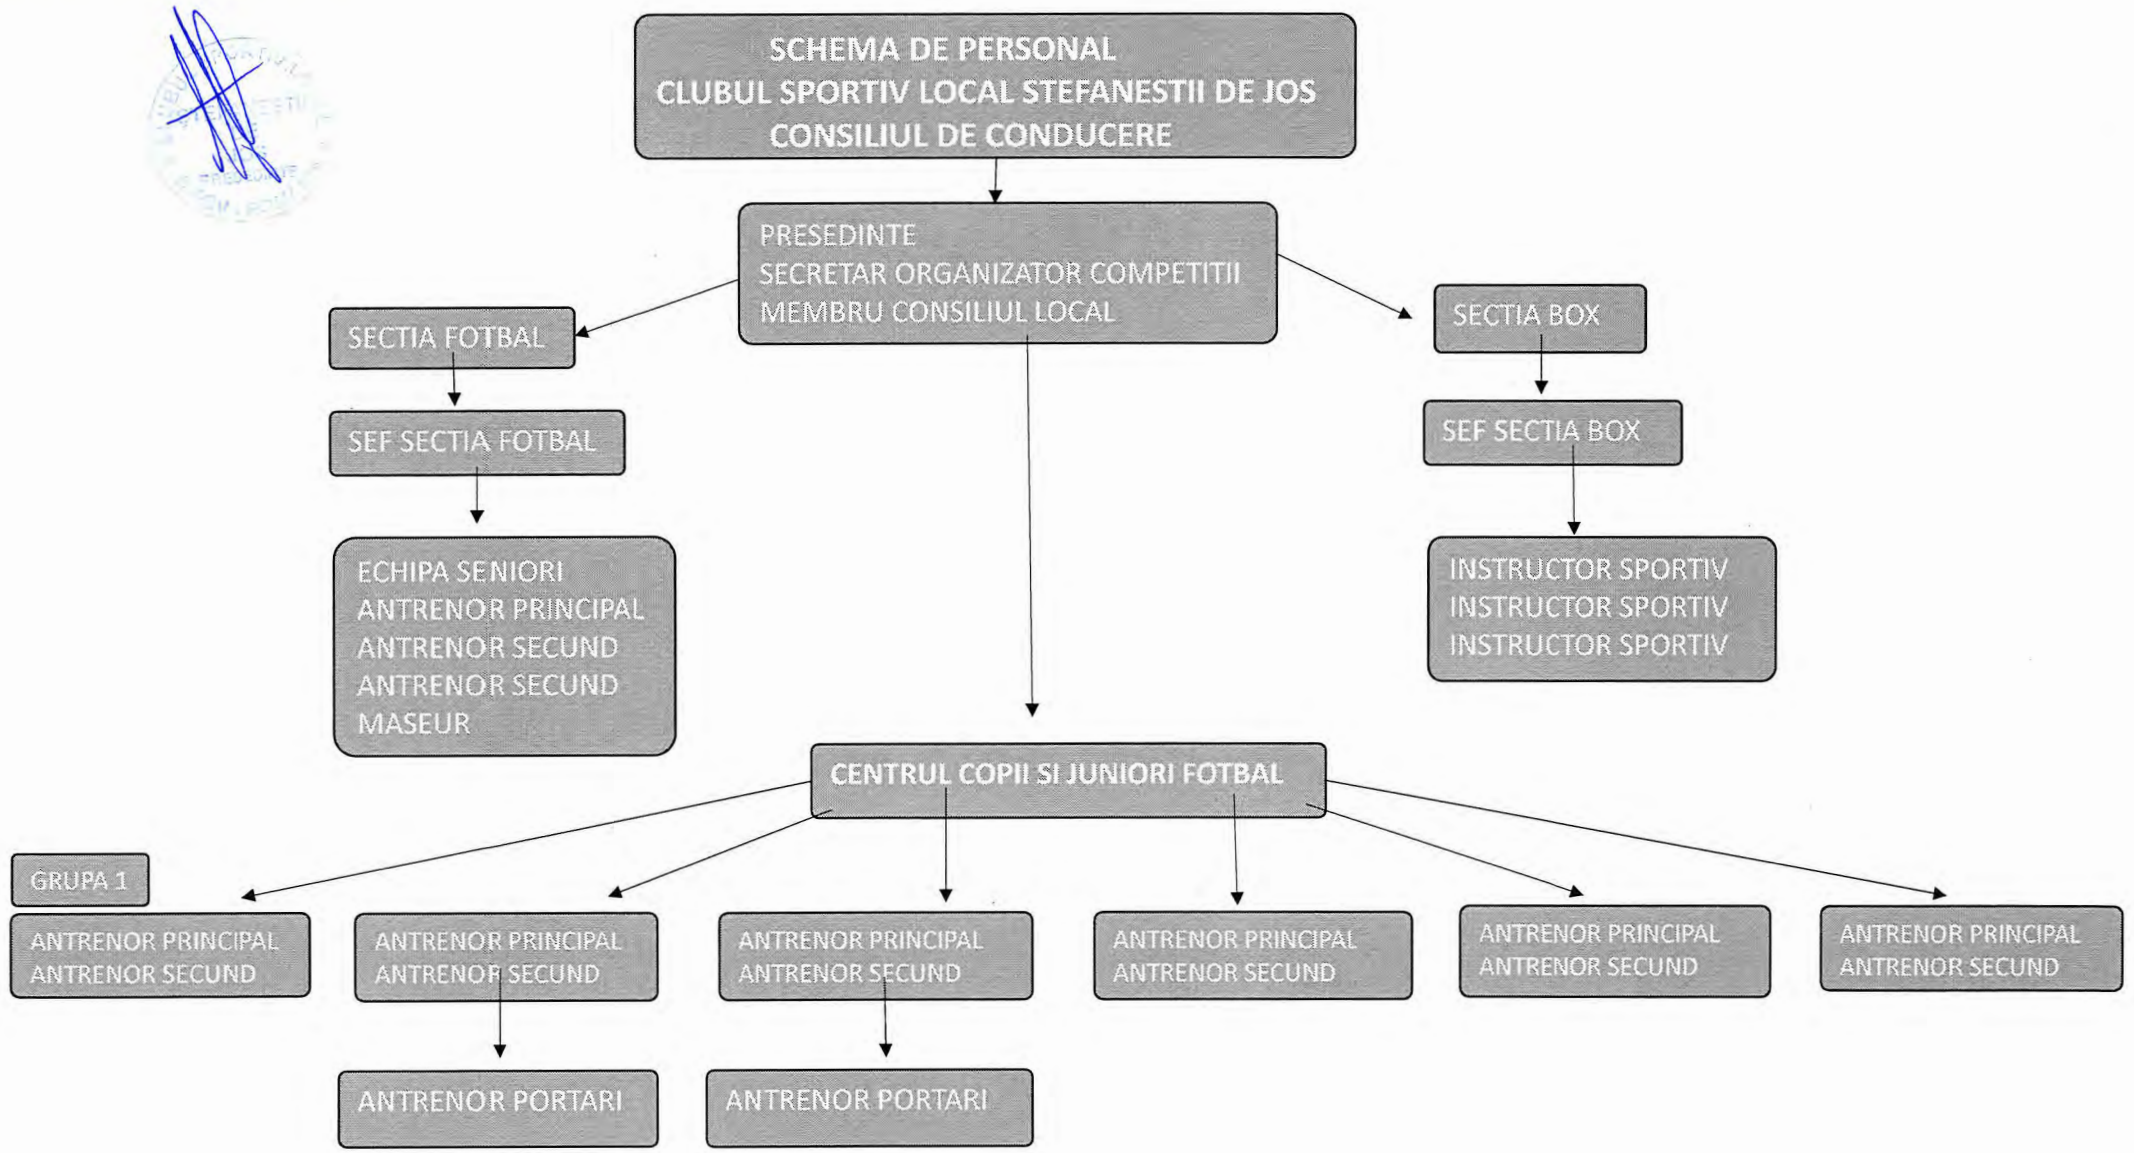 SCHEMA DE PERSONAL
CLUBUL SPORTIV LOCAL STEFANESTII DE JOS
CONSILIUL DE CONDUCERE
PRESEDINTE
SECRETAR ORGANIZATOR COMPETITII
MEMBRU CONSILIUL LOCAL
SECTIA FOTBAL
SECTIA BOX
SEF SECTIA FOTBAL
SEF SECTIA BOX
ECHIPA SENIORI
ANTRENOR PRINCIPAL
ANTRENOR SECUND
ANTRENOR SECUND
MASEUR
INSTRUCTOR SPORTIV
INSTRUCTOR SPORTIV
INSTRUCTOR SPORTIV
CENTRUL COPII SI JUNIORI FOTBAL
GRUPA 1
ANTRENOR PRINCIPAL
ANTRENOR SECUND
ANTRENOR PRINCIPAL
ANTRENOR SECUND
ANTRENOR PRINCIPAL
ANTRENOR SECUND
ANTRENOR PRINCIPAL
ANTRENOR SECUND
ANTRENOR PRINCIPAL
ANTRENOR SECUND
ANTRENOR PRINCIPAL
ANTRENOR SECUND
ANTRENOR PORTARI
ANTRENOR PORTARI